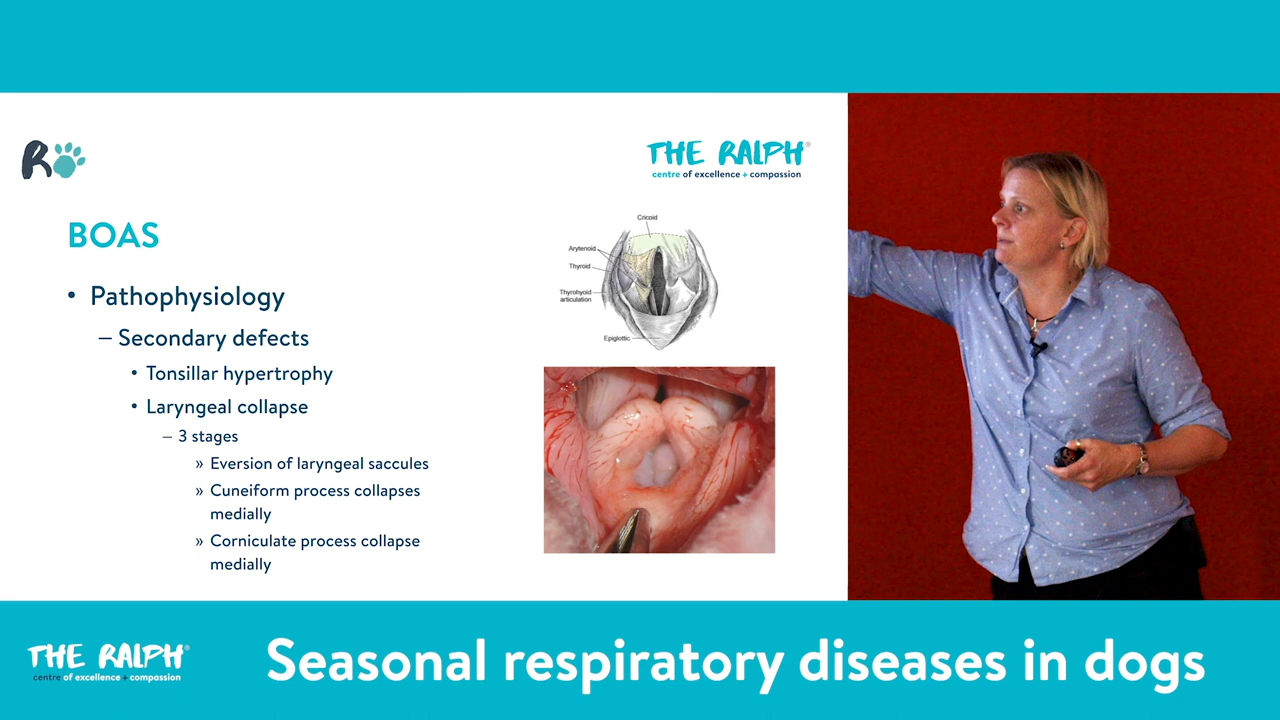 R
THE RALPH®
centre of excellence + compassion
BOAS
• Pathophysiology
– Secondary defects
• Tonsillar hypertrophy
• Laryngeal collapse
– 3 stages
» Eversion of laryngeal saccules
» Cuneiform process collapses
medially
» Corniculate process collapse
medially
Cricoid
Arytenoid
Thyroid
Thyrohyoid
articulation
Epiglottic
THE RALPH®
centre of excellence + compassion
Seasonal respiratory diseases in dogs